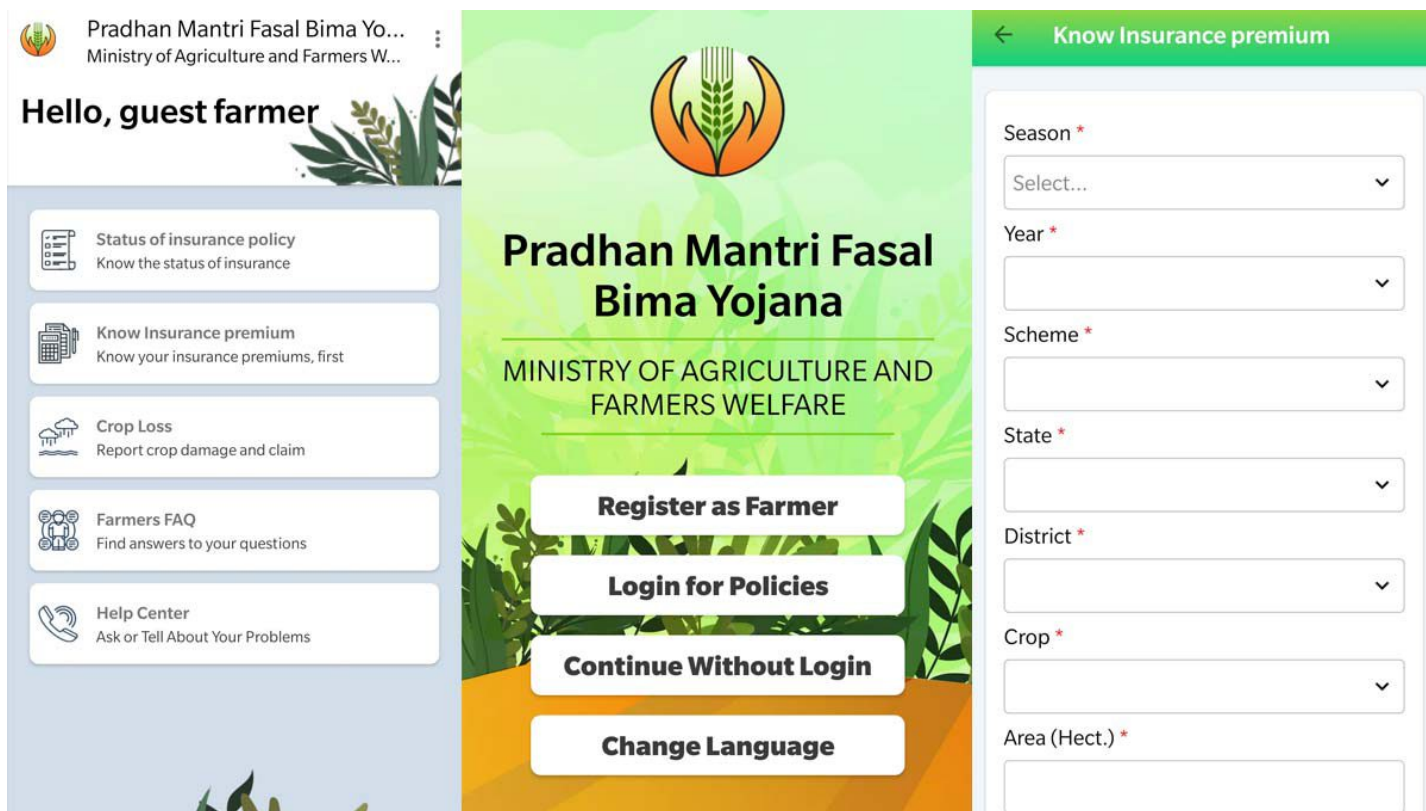 Pradhan Mantri Fasal Bima Yo...
Ministry of Agriculture and Farmers W...
Hello, guest farmer
Status of insurance policy
Know the status of insurance
Know Insurance premium
Know your insurance premiums, first
Crop Loss
Report crop damage and claim
Farmers FAQ
Find answers to your questions
Help Center
Ask or Tell About Your Problems
Pradhan Mantri Fasal
Bima Yojana
MINISTRY OF AGRICULTURE AND
FARMERS WELFARE
Register as Farmer
Login for Policies
Continue Without Login
Change Language
Know Insurance premium
Season *
Select...
Year *
Scheme *
State *
District *
Crop *
Area (Hect.) *